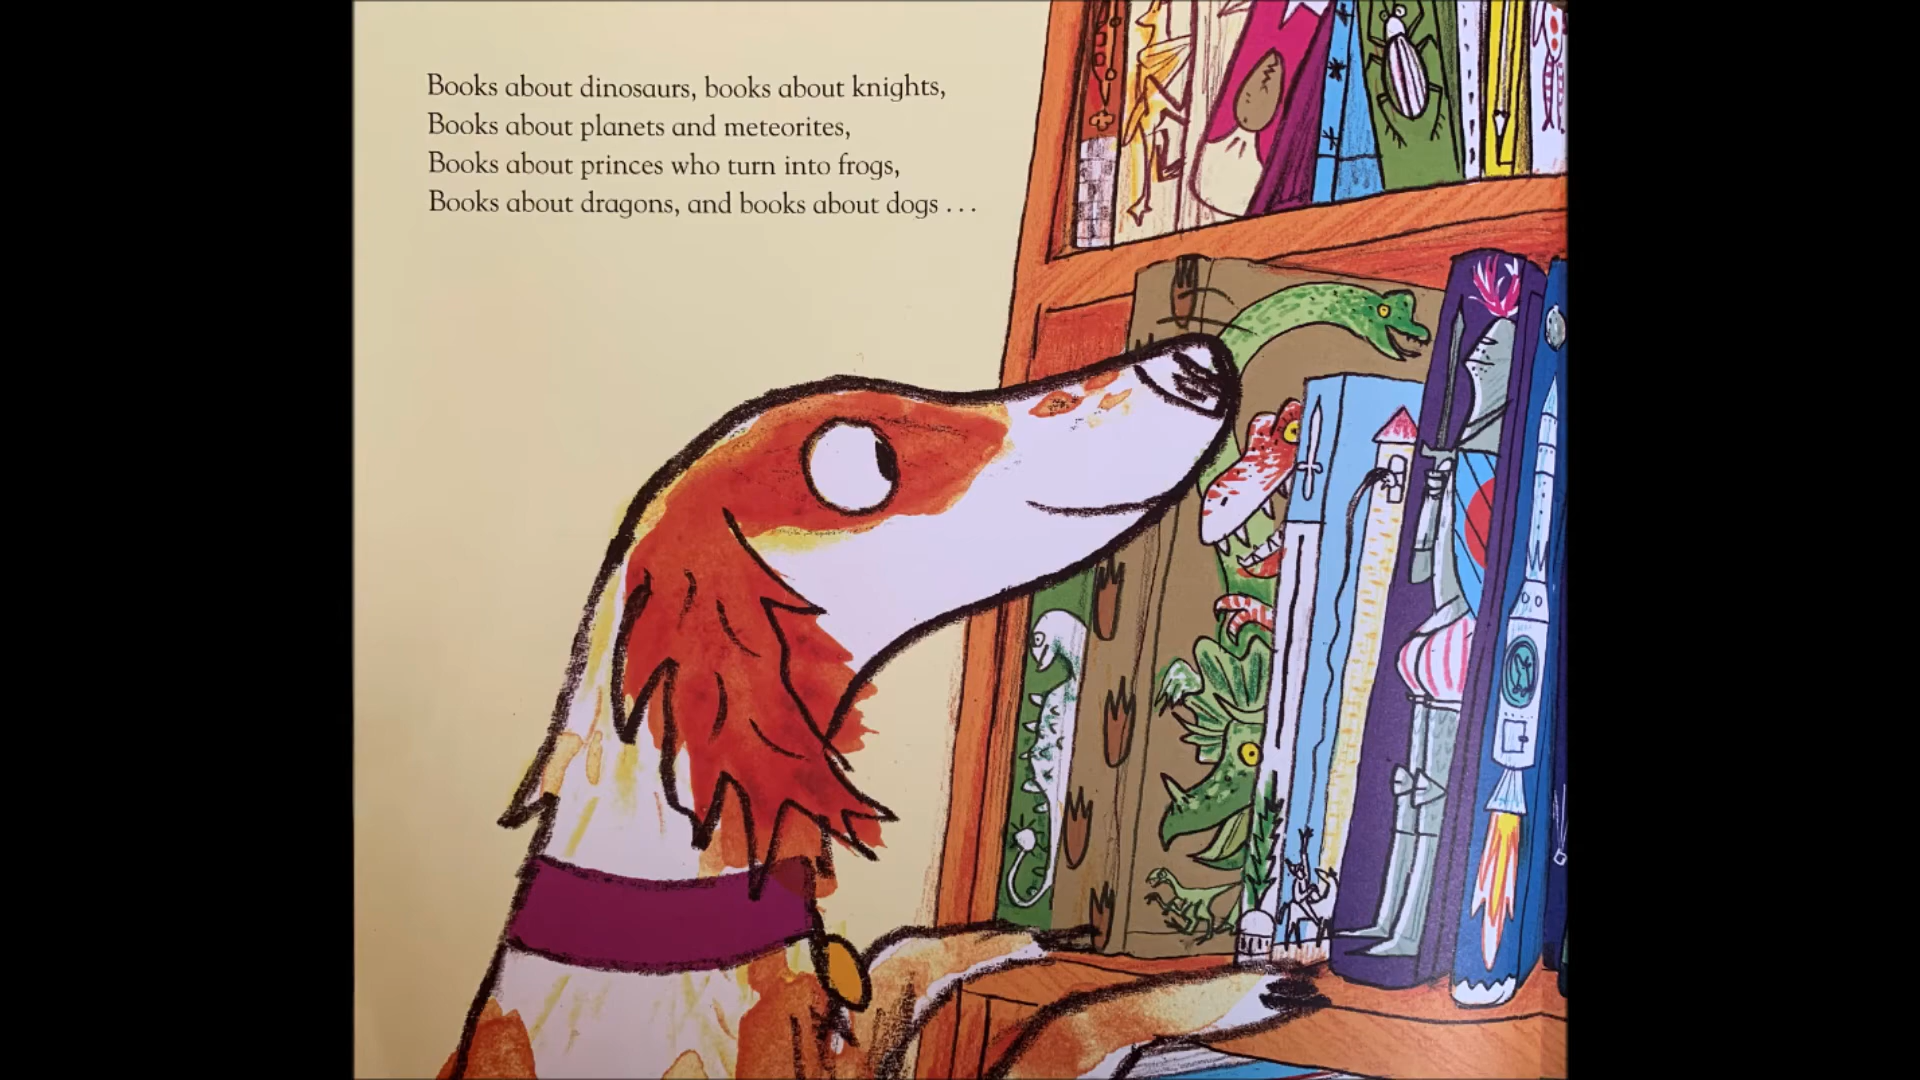 Books about dinosaurs, books about knights,
Books about planets and meteorites,
Books about princes who turn into frogs,
Books about dragons, and books about dogs . . .